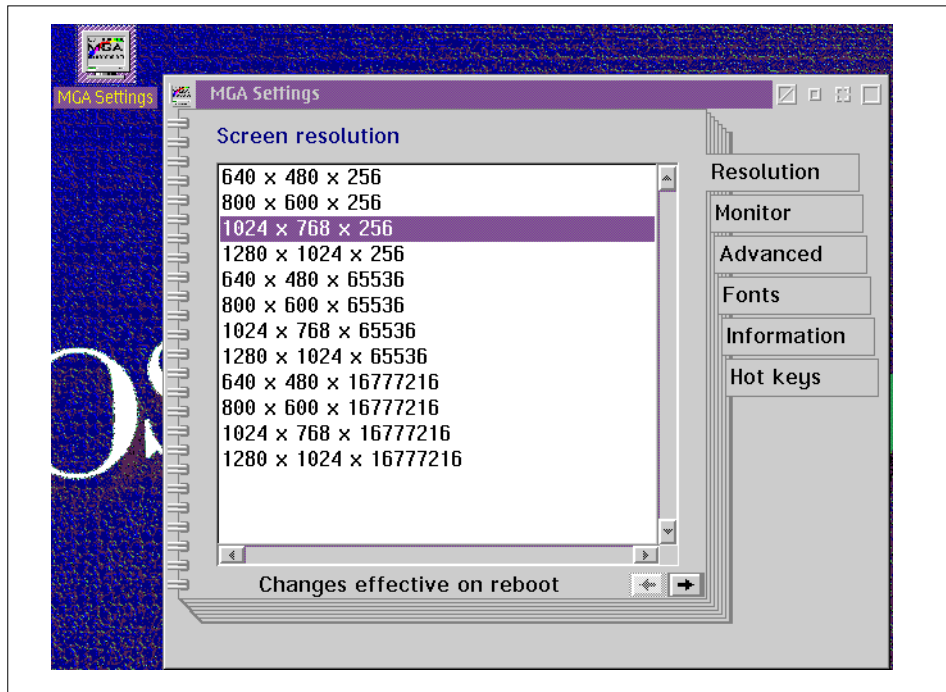 MGA
MGA Settings
MGA Settings
Screen resolution
640 x 480 x 256
800 x 600 x 256
1024 x 768 x 256
1280 x 1024 x 256
640 x 480 x 65536
800 x 600 x 65536
1024 x 768 x 65536
1280 x 1024 x 65536
640 x 480 x 16777216
800 x 600 x 16777216
1024 x 768 x 16777216
1280 x 1024 x 16777216
Changes effective on reboot
Resolution
Monitor
Advanced
Fonts
Information
Hot keys
OS